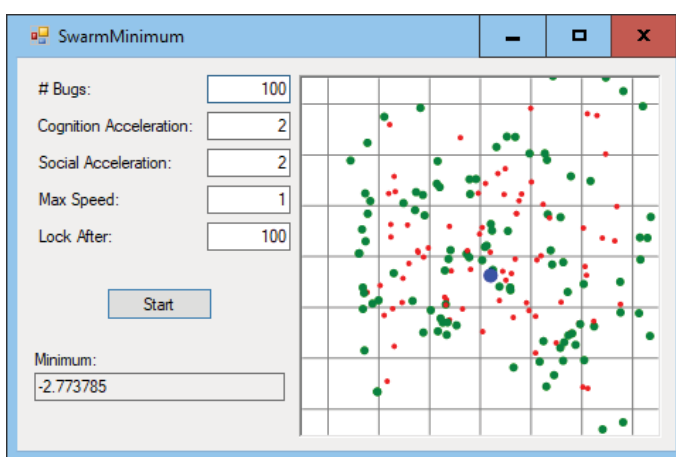 SwarmMinimum
# Bugs: 100
Cognition Acceleration: 2
Social Acceleration: 2
Max Speed: 1
Lock After: 100
Start
Minimum:
-2.773785